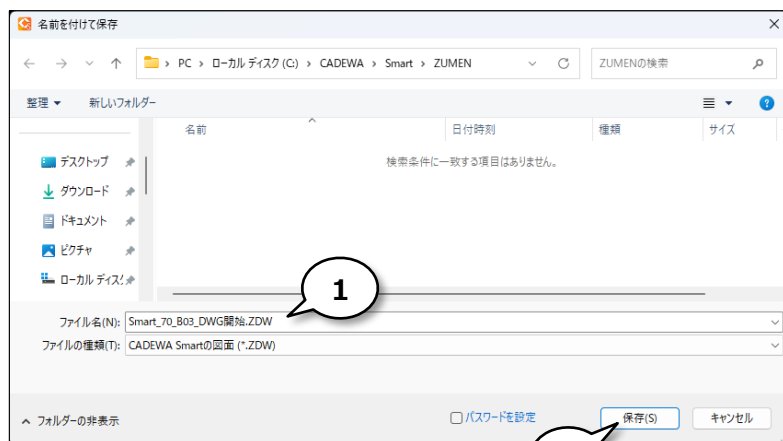 名前を付けて保存
PC > ローカル ディスク (C:) > CADEWA > Smart > ZUMEN
ZUMENの検索
整理 新しいフォルダー
名前 日付時刻 種類 サイズ
検索条件に一致する項目はありません。
デスクトップ
ダウンロード
ドキュメント
ピクチャ
ローカル ディスク
1
ファイル名(N): Smart_70_B03_DWG開始.ZDW
ファイルの種類(T): CADEWA Smartの図面 (*.ZDW)
フォルダーの非表示
パスワードを設定
保存(S)
キャンセル